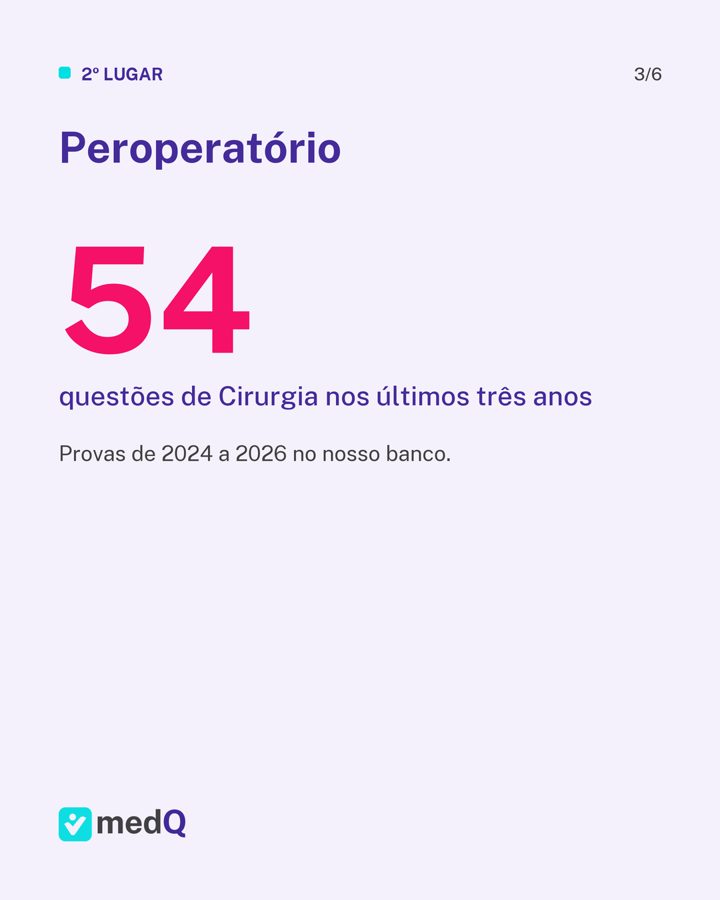 2º LUGAR
3/6
Peroperatório
54
questões de Cirurgia nos últimos três anos
Provas de 2024 a 2026 no nosso banco.
medQ